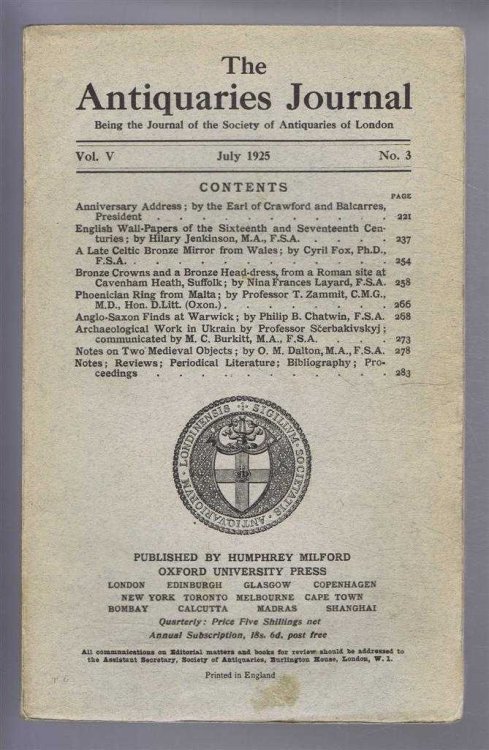 The
Antiquaries Journal
Being the Journal of the Society of Antiquaries of London
Vol. V July 1925 No. 3
CONTENTS
PAGE
Anniversary Address; by the Earl of Crawford and Balcarres,
President . . . . . . . . . . 221
English Wall-Papers of the Sixteenth and Seventeenth Cen-
turies; by Hilary Jenkinson, M.A., F.S.A. . . . . 237
A Late Celtic Bronze Mirror from Wales; by Cyril Fox, Ph.D.,
F.S.A. . . . . . . . . . . 254
Bronze Crowns and a Bronze Head-dress, from a Roman site at
Cavenham Heath, Suffolk; by Nina Frances Layard, F.S.A. 258
Phoenician Ring from Malta; by Professor T. Zammit, C.M.G.,
M.D., Hon. D.Litt. (Oxon.) . . . . . . . 266
Anglo-Saxon Finds at Warwick; by Philip B. Chatwin, F.S.A. 268
Archaeological Work in Ukrain by Professor Ščerbakivskyj;
communicated by M. C. Burkitt, M.A., F.S.A. . . . 273
Notes on Two Medieval Objects; by O. M. Dalton, M.A., F.S.A. 278
Notes; Reviews; Periodical Literature; Bibliography; Pro-
ceedings . . . . . . . . . . 283
SIGILLVM · SOCIETATIS · ANTIQVARIORVM · LONDINENSIS
PUBLISHED BY HUMPHREY MILFORD
OXFORD UNIVERSITY PRESS
LONDON EDINBURGH GLASGOW COPENHAGEN
NEW YORK TORONTO MELBOURNE CAPE TOWN
BOMBAY CALCUTTA MADRAS SHANGHAI
Quarterly: Price Five Shillings net
Annual Subscription, 18s. 6d. post free
All communications on Editorial matters and books for review should be addressed to
the Assistant Secretary, Society of Antiquaries, Burlington House, London, W. 1.
Printed in England